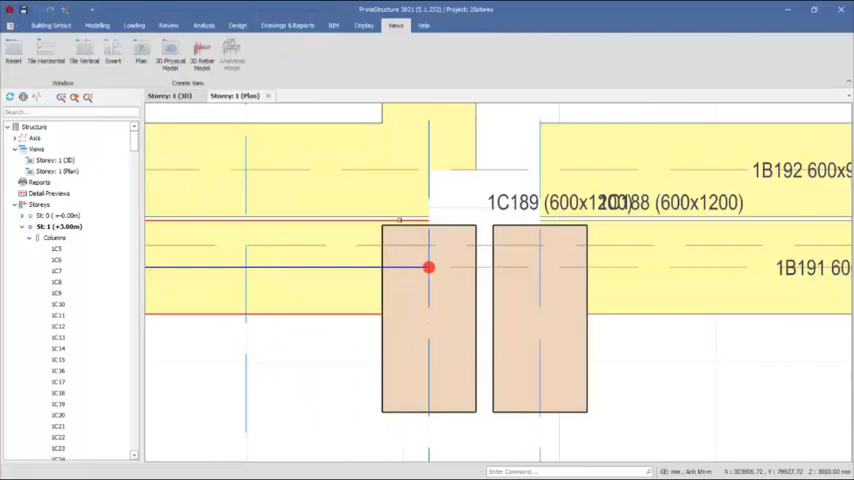 ProtaStructure 2021 (5.1.252) / Project: 2Storey
Building Setout Modelling Loading Review Analysis Design Drawings & Reports BIM Display Views Help
Reset Tile Horizontal Tile Vertical Smart Plan 3D Physical Model 3D Rebar Model Analytical Model
Window Create View
Storey: 1 (3D) Storey: 1 (Plan)
Search...
Structure
Axis
Views
Storey: 1 (3D)
Storey: 1 (Plan)
Reports
Detail Previews
Storeys
St: 0 (+-0.00m)
St: 1 (+3.00m)
Columns
1C5
1C6
1C7
1C8
1C9
1C10
1C11
1C12
1C13
1C14
1C15
1C16
1C17
1C18
1C19
1C20
1C21
1C22
1C23
1C24
1B192 600x9
1C189 (600x1200)
1C188 (600x1200)
1B191 60
Enter Command...
GE: mm , Anl: kN-m X : 303906.72 , Y : 79927.72 Z : 3000.00 mm